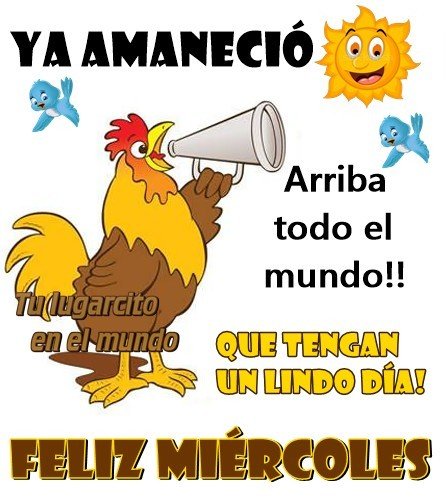 YA AMANECIÓ
Arriba
todo el
mundo!!
Tu lugarcito
en el mundo
QUE TENGAN
UN LINDO DÍA!
FELIZ MIÉRCOLES